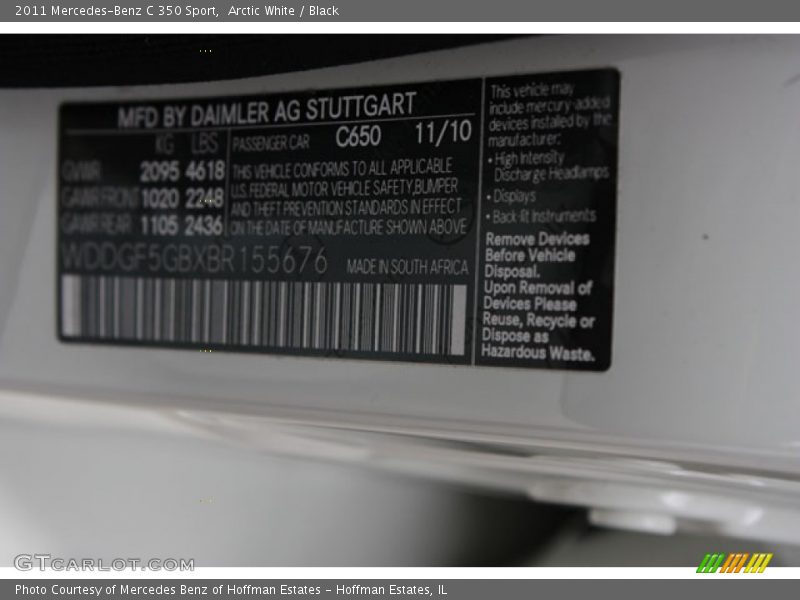 2011 Mercedes-Benz C 350 Sport, Arctic White / Black
MFD BY DAIMLER AG STUTTGART
KG LBS
GVWR 2095 4618
GAWR FRONT 1020 2248
GAWR REAR 1105 2436
PASSENGER CAR C650 11/10
THIS VEHICLE CONFORMS TO ALL APPLICABLE
U.S. FEDERAL MOTOR VEHICLE SAFETY, BUMPER
AND THEFT PREVENTION STANDARDS IN EFFECT
ON THE DATE OF MANUFACTURE SHOWN ABOVE
WDDGF5GBXBR155676 MADE IN SOUTH AFRICA
This vehicle may
include mercury-added
devices installed by the
manufacturer:
• High Intensity
Discharge Headlamps
• Displays
• Back-lit Instruments
Remove Devices
Before Vehicle
Disposal.
Upon Removal of
Devices Please
Reuse, Recycle or
Dispose as
Hazardous Waste.
GTCARLOT.COM
Photo Courtesy of Mercedes Benz of Hoffman Estates - Hoffman Estates, IL